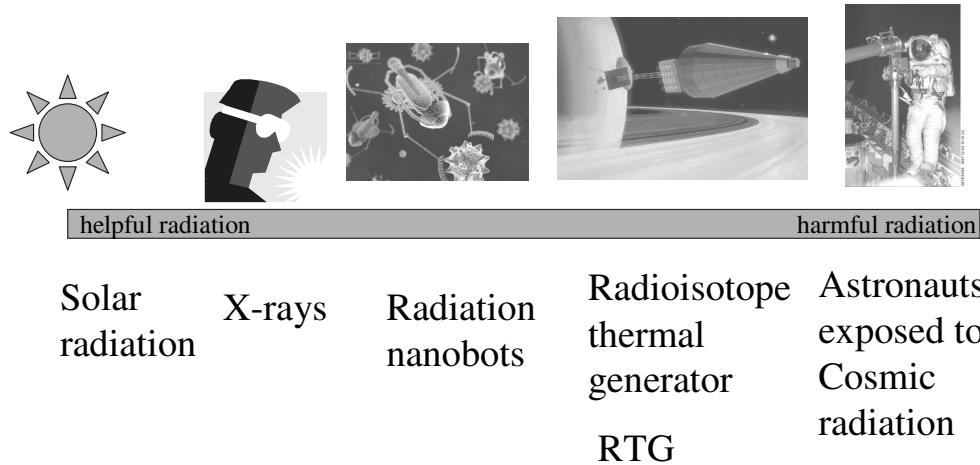 helpful radiation
harmful radiation
Solar
radiation
X-rays
Radiation
nanobots
Radioisotope
thermal
generator
RTG
Astronauts
exposed to
Cosmic
radiation